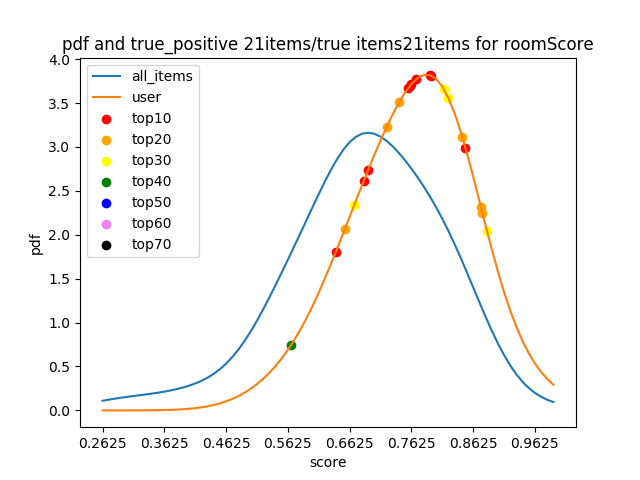 pdf and true_positive 21items/true items21items for roomScore
all_items
user
top10
top20
top30
top40
top50
top60
top70
4.0
3.5
3.0
2.5
2.0
1.5
1.0
0.5
0.0
pdf
0.2625 0.3625 0.4625 0.5625 0.6625 0.7625 0.8625 0.9625
score